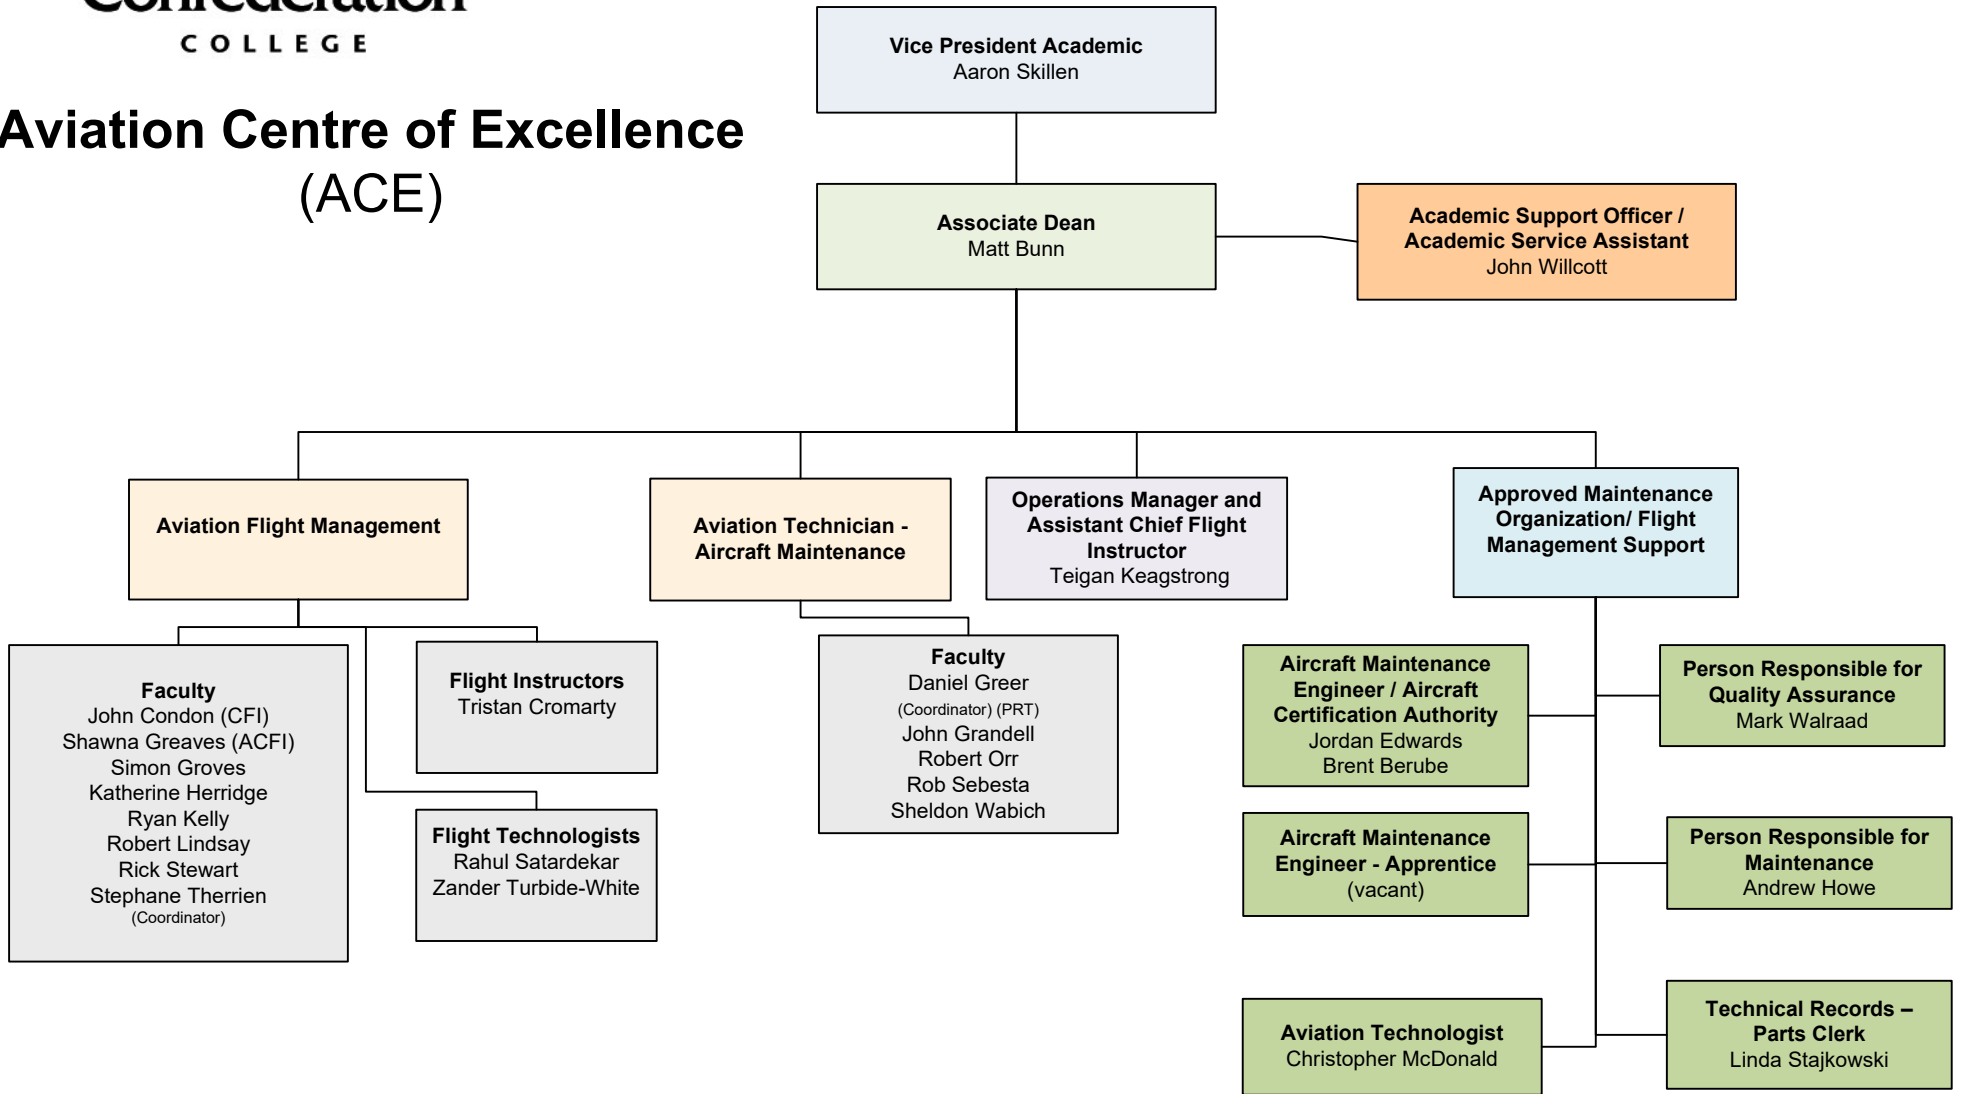 Confederation
COLLEGE
Aviation Centre of Excellence
(ACE)
Vice President Academic
Aaron Skillen
Associate Dean
Matt Bunn
Academic Support Officer /
Academic Service Assistant
John Willcott
Aviation Flight Management
Aviation Technician -
Aircraft Maintenance
Operations Manager and
Assistant Chief Flight
Instructor
Teigan Keagstrong
Approved Maintenance
Organization/ Flight
Management Support
Faculty
John Condon (CFI)
Shawna Greaves (ACFI)
Simon Groves
Katherine Herridge
Ryan Kelly
Robert Lindsay
Rick Stewart
Stephane Therrien
(Coordinator)
Flight Instructors
Tristan Cromarty
Flight Technologists
Rahul Satardekar
Zander Turbide-White
Faculty
Daniel Greer
(Coordinator) (PRT)
John Grandell
Robert Orr
Rob Sebesta
Sheldon Wabich
Aircraft Maintenance
Engineer / Aircraft
Certification Authority
Jordan Edwards
Brent Berube
Person Responsible for
Quality Assurance
Mark Walraad
Aircraft Maintenance
Engineer - Apprentice
(vacant)
Person Responsible for
Maintenance
Andrew Howe
Aviation Technologist
Christopher McDonald
Technical Records –
Parts Clerk
Linda Stajkowski